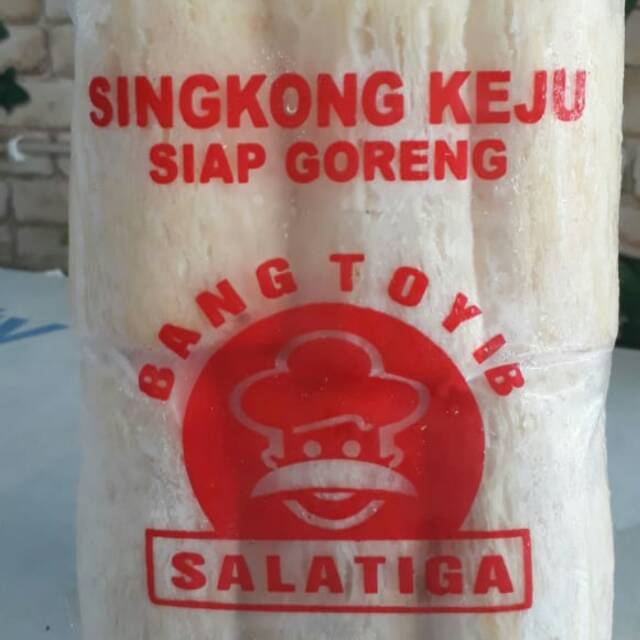 SINGKONG KEJU
SIAP GORENG
BANG TOYIB
SALATIGA